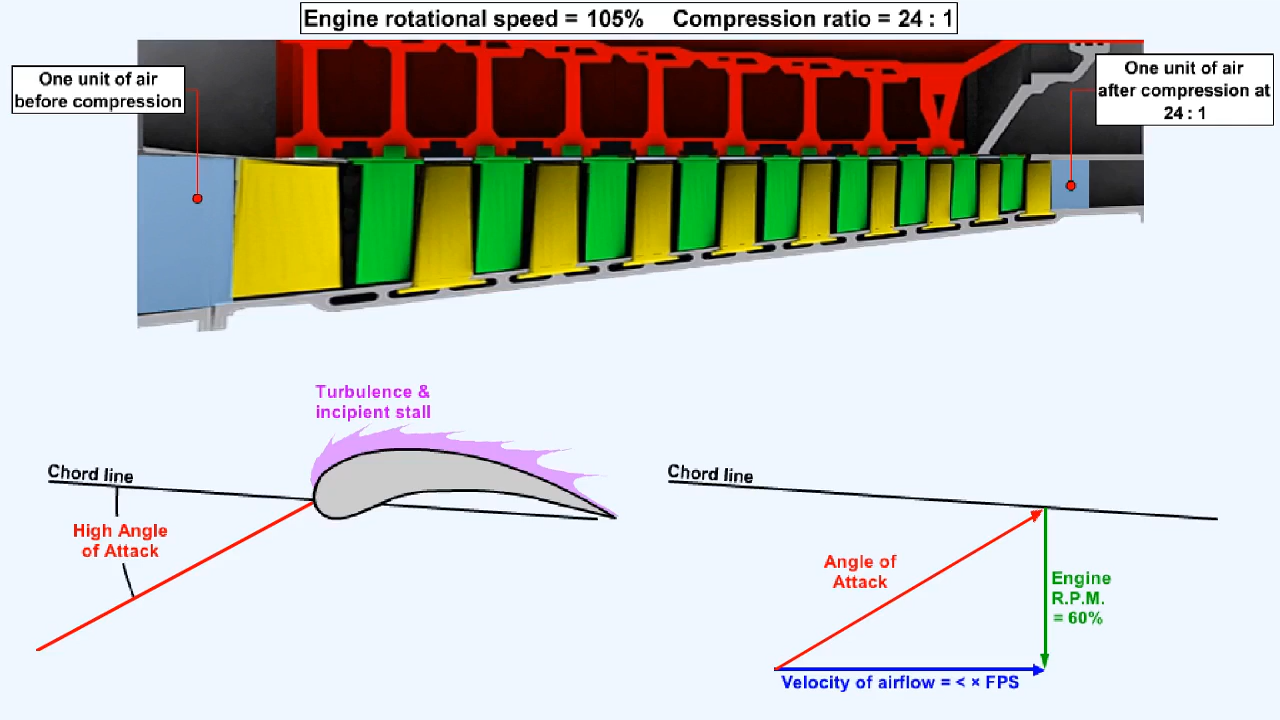 Engine rotational speed = 105%    Compression ratio = 24 : 1
One unit of air
before compression
One unit of air
after compression at
24 : 1
Turbulence &
incipient stall
Chord line
High Angle
of Attack
Chord line
Angle of
Attack
Engine
R.P.M.
= 60%
Velocity of airflow = < × FPS